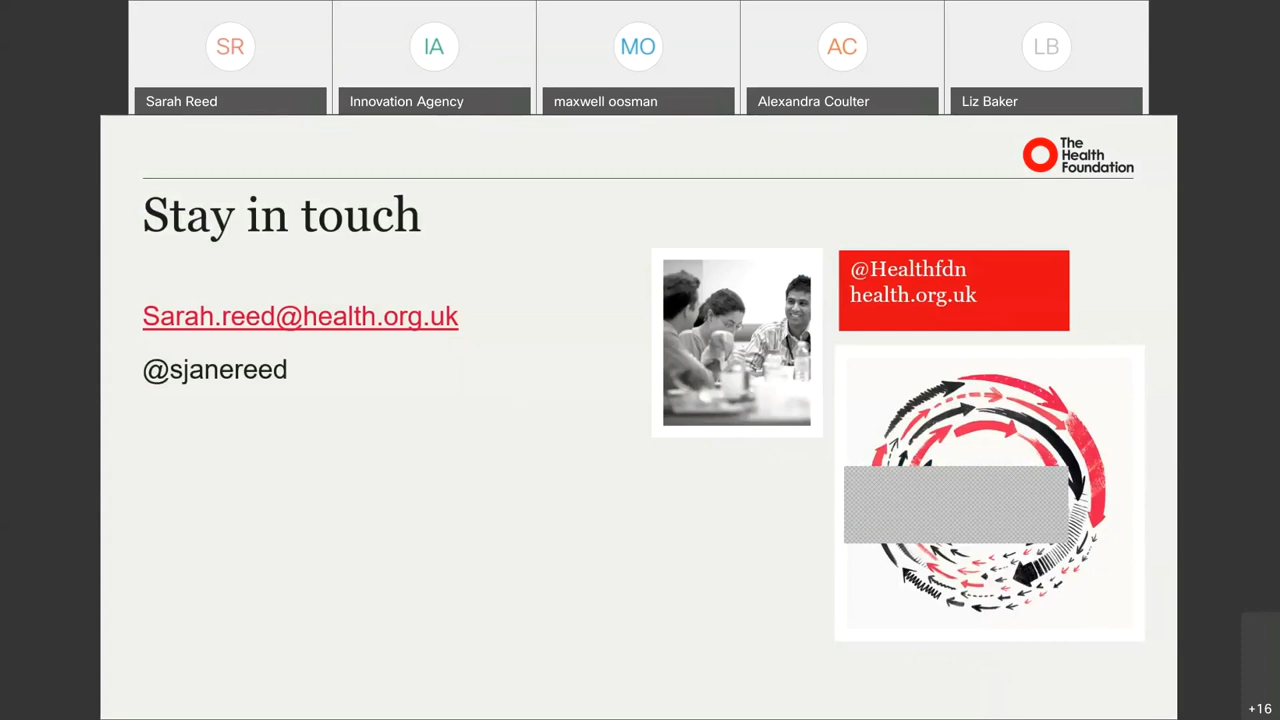 SR
IA
MO
AC
LB
Sarah Reed
Innovation Agency
maxwell oosman
Alexandra Coulter
Liz Baker
The
Health
Foundation
Stay in touch
@Healthfdn
health.org.uk
Sarah.reed@health.org.uk
@sjanereed
+16